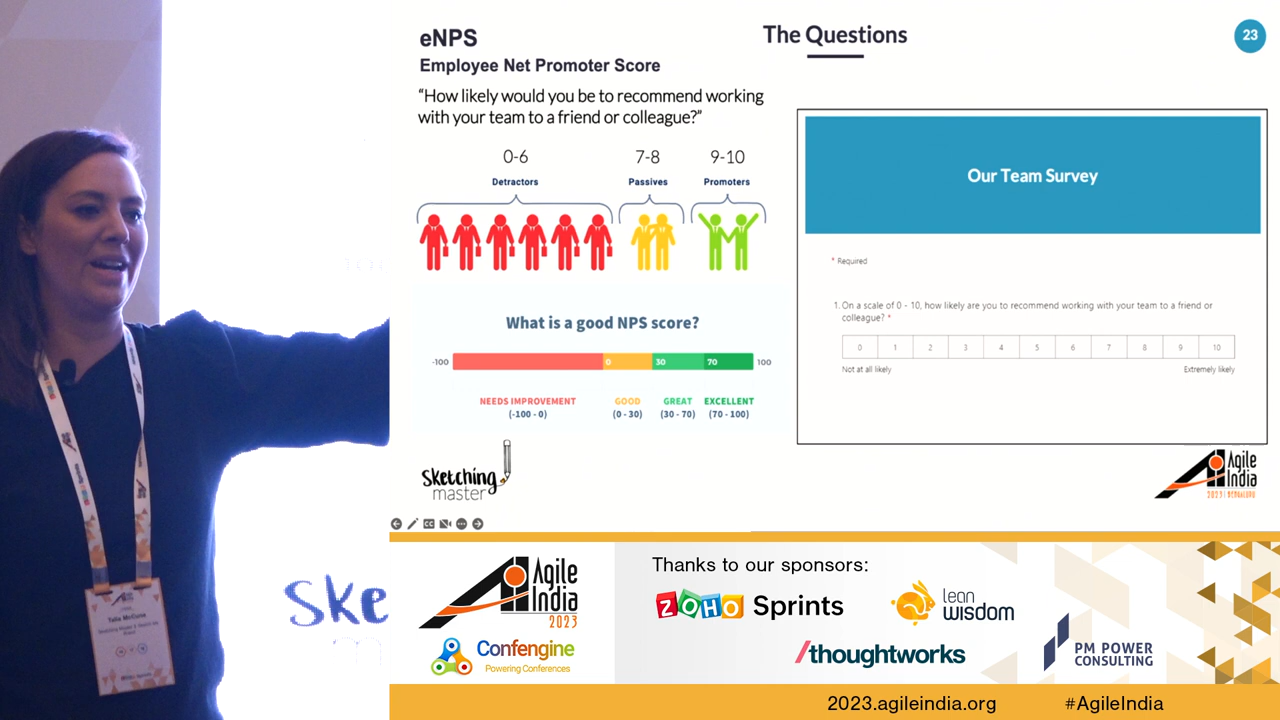 eNPS
Employee Net Promoter Score
“How likely would you be to recommend working
with your team to a friend or colleague?”
0-6
7-8
9-10
Detractors
Passives
Promoters
What is a good NPS score?
-100
0
30
70
100
NEEDS IMPROVEMENT
(-100 - 0)
GOOD
(0 - 30)
GREAT
(30 - 70)
EXCELLENT
(70 - 100)
Sketching
master
The Questions
23
Our Team Survey
* Required
1. On a scale of 0 - 10, how likely are you to recommend working with your team to a friend or
colleague? *
0 1 2 3 4 5 6 7 8 9 10
Not at all likely
Extremely likely
Agile
India
2023 | BENGALURU
CC
Ske
Agile
India
2023
Confengine
Powering Conferences
Thanks to our sponsors:
ZOHO Sprints
lean
wisdom
/thoughtworks
PM POWER
CONSULTING
2023.agileindia.org
#AgileIndia